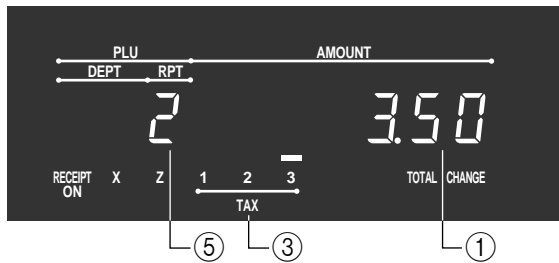 PLU AMOUNT
DEPT RPT
2 3.50
RECEIPT ON X Z 1 2 3 TOTAL CHANGE
TAX
⑤ ③ ①